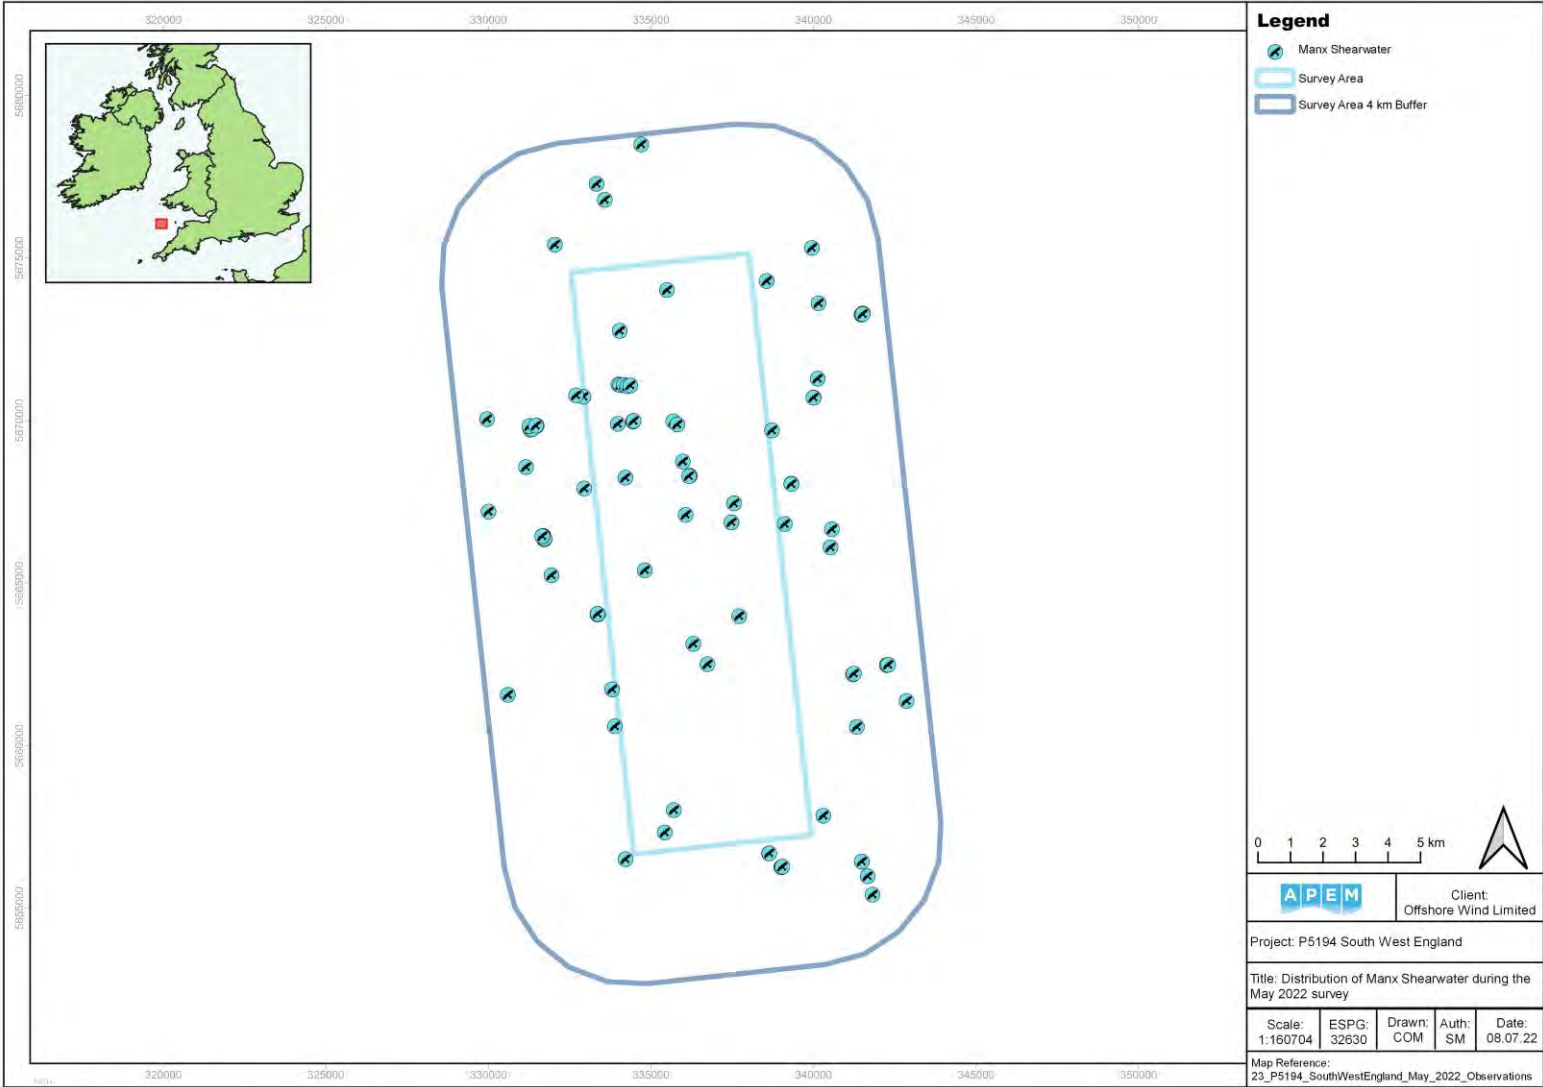 320000 325000 330000 335000 340000 345000 350000
5680000
5675000
5670000
5665000
5660000
5655000
320000 325000 330000 335000 340000 345000 350000
Legend
Manx Shearwater
Survey Area
Survey Area 4 km Buffer
0 1 2 3 4 5 km
APEM
Client:
Offshore Wind Limited
Project: P5194 South West England
Title: Distribution of Manx Shearwater during the
May 2022 survey
Scale:
1:160704
ESPG:
32630
Drawn:
COM
Auth:
SM
Date:
08.07.22
Map Reference:
23_P5194_SouthWestEngland_May_2022_Observations